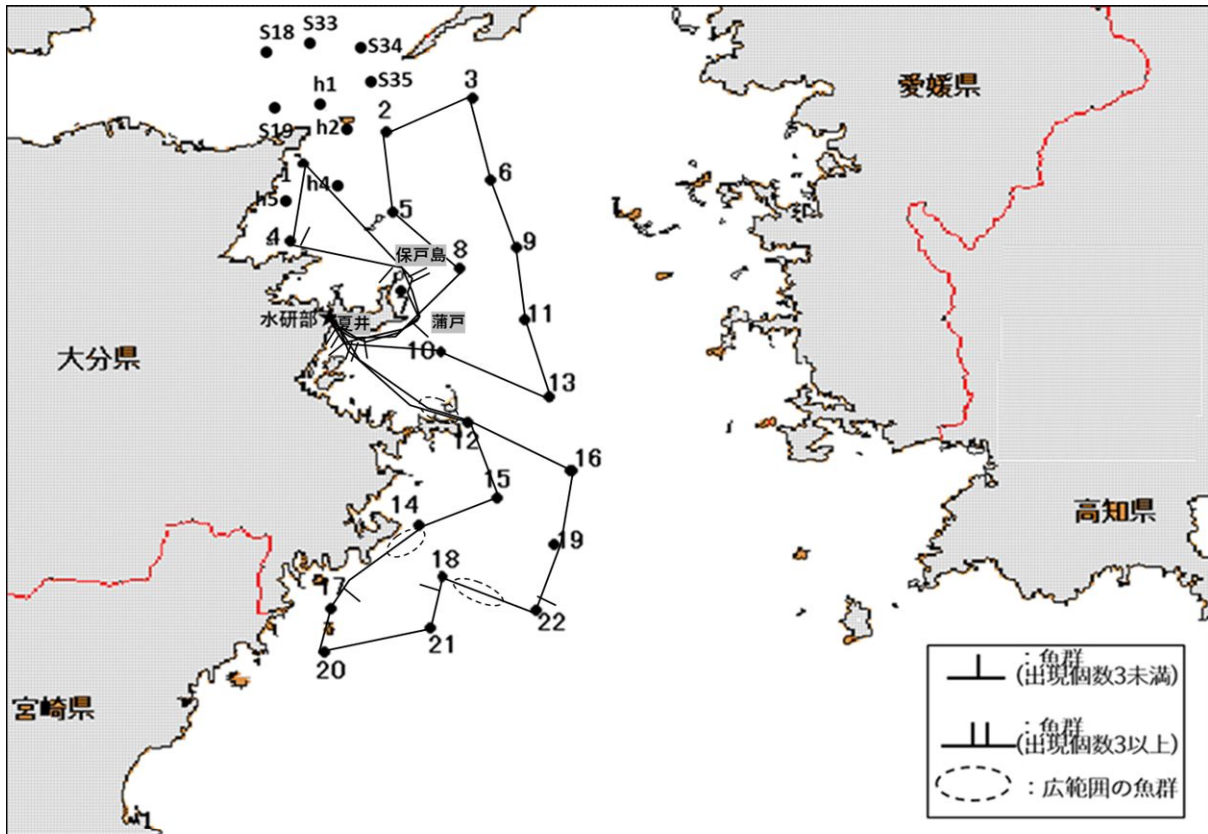 S18
S33
S34
S35
h1
S19
h2
2
3
愛媛県
1
h4
h5
6
5
4
9
保戸島
8
水研部
夏井
蒲戸
11
10
大分県
13
12
16
15
14
高知県
19
18
17
22
21
20
宮崎県
:魚群
(出現個数3未満)
:魚群
(出現個数3以上)
:広範囲の魚群